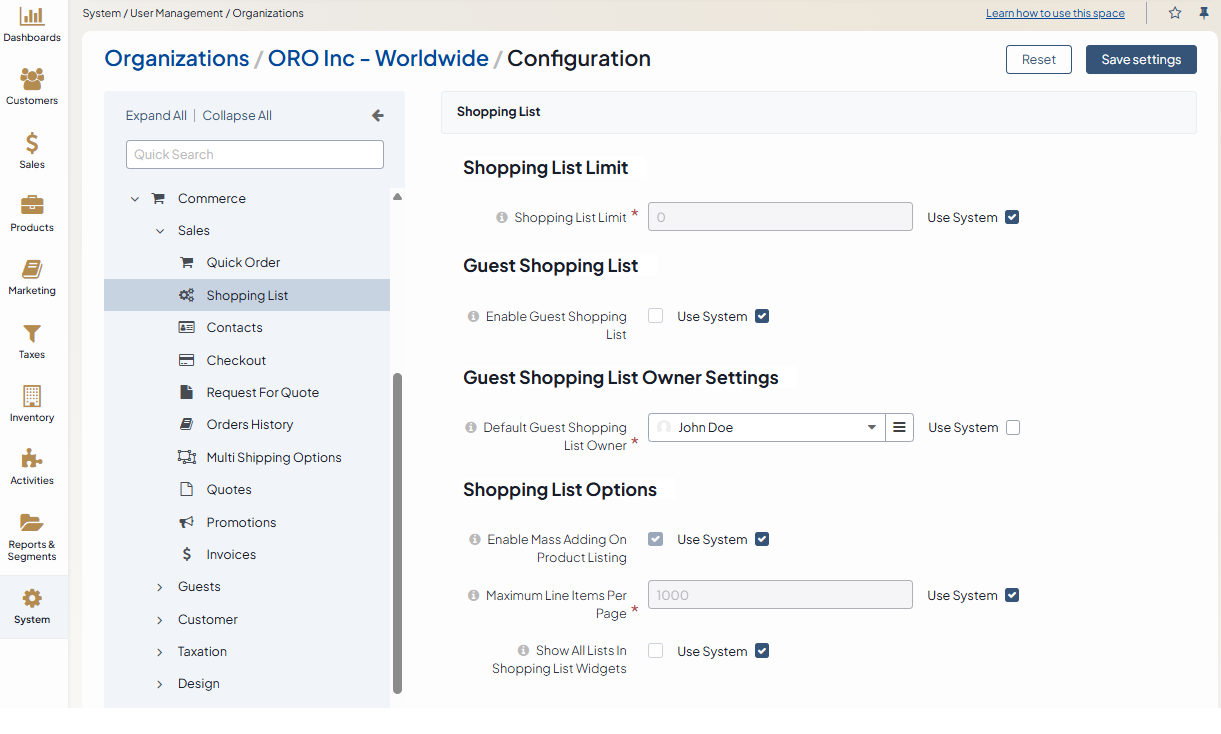 System / User Management / Organizations
Learn how to use this space
Dashboards
Customers
Sales
Products
Marketing
Taxes
Inventory
Activities
Reports &
Segments
System
Organizations / ORO Inc - Worldwide / Configuration
Reset
Save settings
Expand All | Collapse All
Quick Search
Commerce
Sales
Quick Order
Shopping List
Contacts
Checkout
Request For Quote
Orders History
Multi Shipping Options
Quotes
Promotions
Invoices
Guests
Customer
Taxation
Design
Shopping List
Shopping List Limit
Shopping List Limit * 0 Use System
Guest Shopping List
Enable Guest Shopping
List
Use System
Guest Shopping List Owner Settings
Default Guest Shopping
List Owner *
John Doe
Use System
Shopping List Options
Enable Mass Adding On
Product Listing
Use System
Maximum Line Items Per
Page *
1000
Use System
Show All Lists In
Shopping List Widgets
Use System